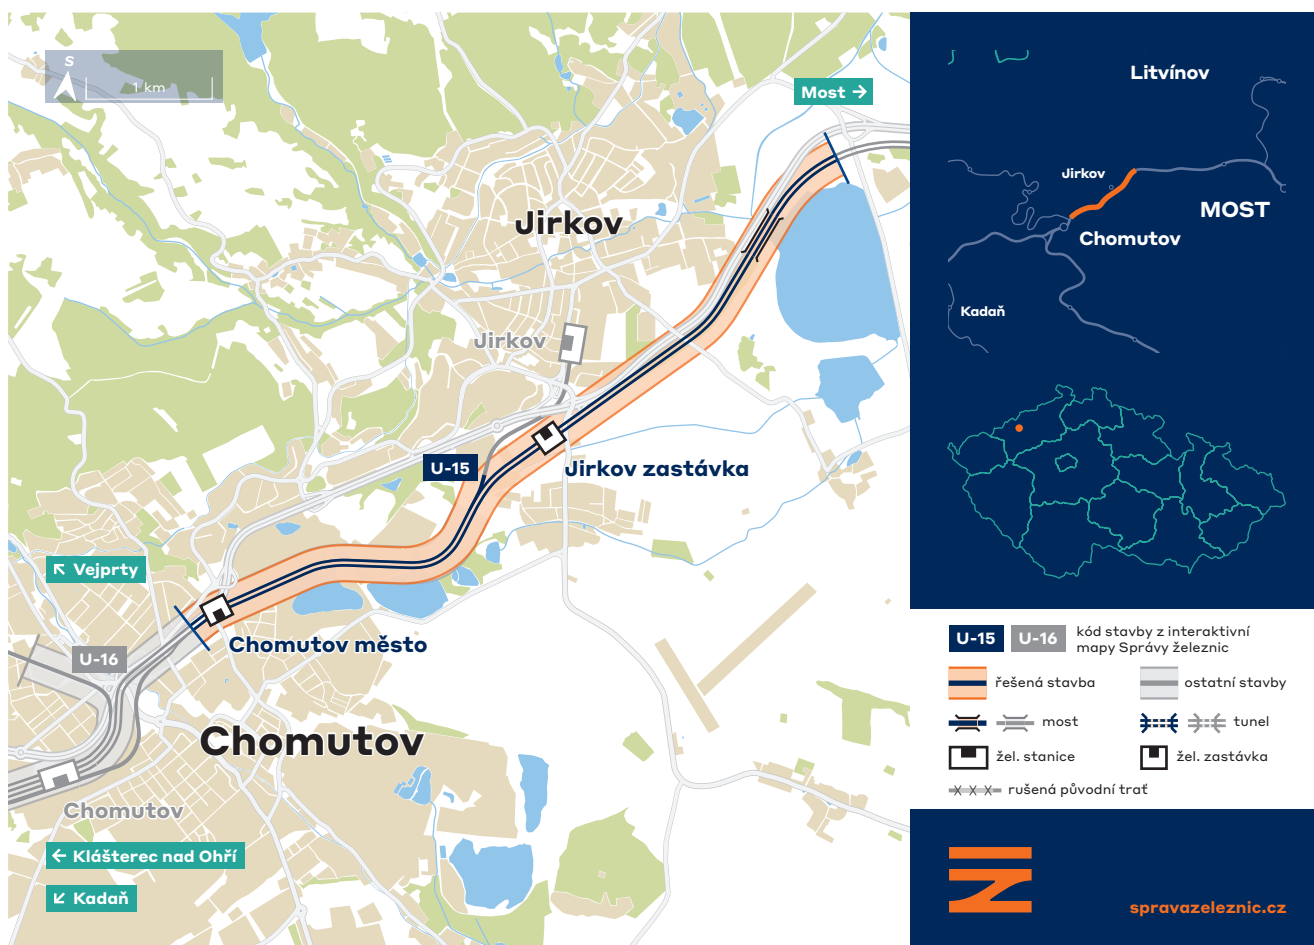 S
1 km
Most →
Jirkov
Jirkov
U-15
Jirkov zastávka
↖ Vejprty
Chomutov město
U-16
Chomutov
Chomutov
← Klášterec nad Ohří
↙ Kadaň
Litvínov
Jirkov
MOST
Chomutov
Kadaň
U-15 U-16 kód stavby z interaktivní
mapy Správy železnic
řešená stavba
ostatní stavby
most
tunel
žel. stanice
žel. zastávka
rušená původní trať
spravazeleznic.cz